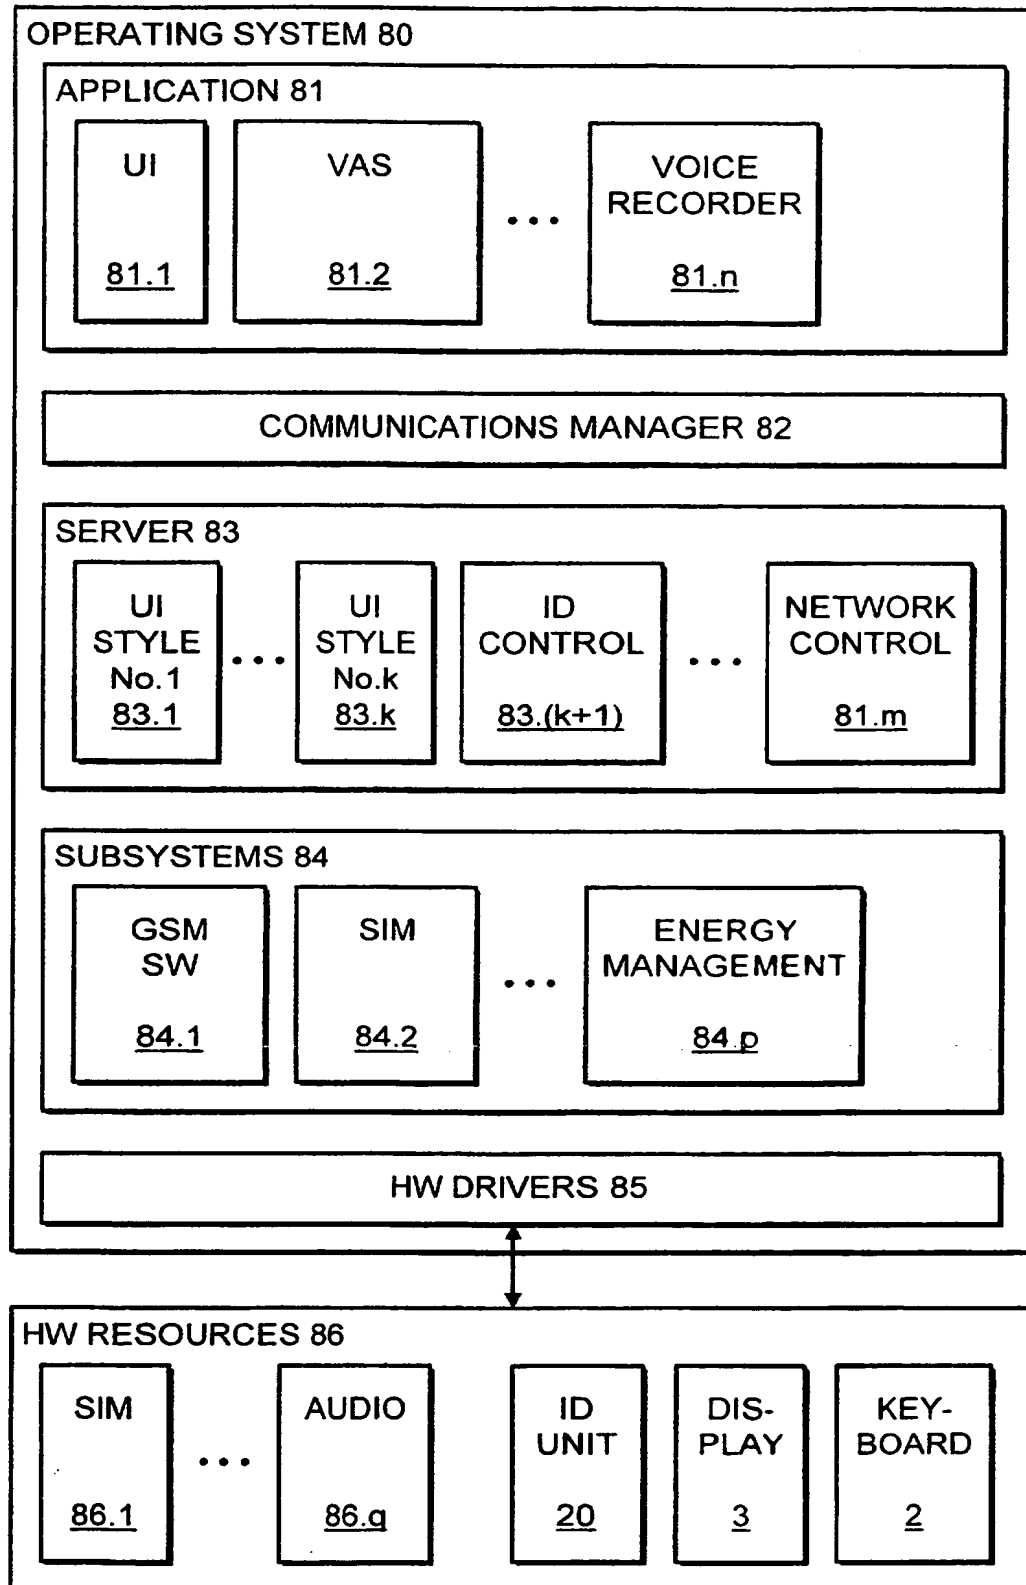 OPERATING SYSTEM 80
APPLICATION 81
UI
81.1
VAS
81.2
...
VOICE
RECORDER
81.n
COMMUNICATIONS MANAGER 82
SERVER 83
UI
STYLE
No.1
83.1
...
UI
STYLE
No.k
83.k
ID
CONTROL
83.(k+1)
...
NETWORK
CONTROL
81.m
SUBSYSTEMS 84
GSM
SW
84.1
SIM
84.2
...
ENERGY
MANAGEMENT
84.p
HW DRIVERS 85
HW RESOURCES 86
SIM
86.1
...
AUDIO
86.q
ID
UNIT
20
DIS-
PLAY
3
KEY-
BOARD
2